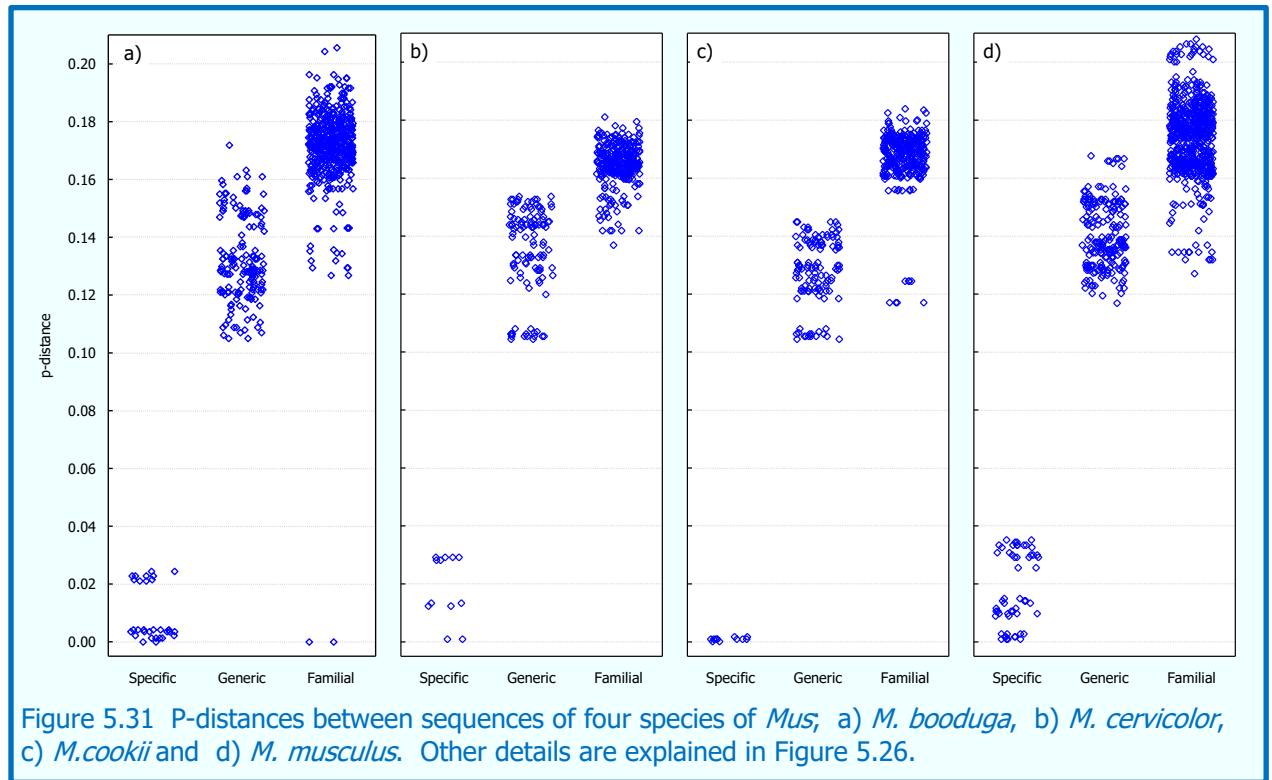 a)
b)
c)
d)
0.20
0.18
0.16
0.14
0.12
0.10
0.08
0.06
0.04
0.02
0.00
p-distance
Specific Generic Familial Specific Generic Familial Specific Generic Familial Specific Generic Familial
Figure 5.31 P-distances between sequences of four species of Mus; a) M. booduga, b) M. cervicolor,
c) M.cookii and d) M. musculus. Other details are explained in Figure 5.26.